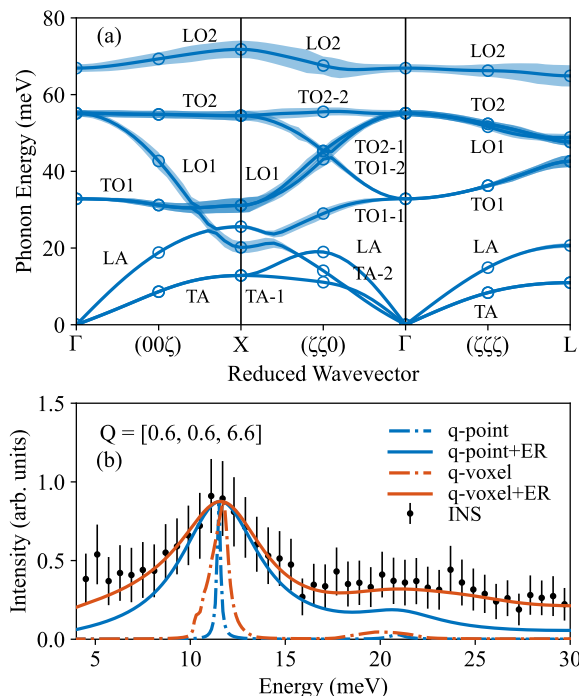 (a)
80
60
40
20
0
Phonon Energy (meV)
LO2
LO2
LO2
TO2
TO2-2
TO2
LO1
LO1
TO2-1
TO1-2
LO1
TO1
TO1-1
TO1
LA
LA
LA
TA
TA-1
TA-2
TA
Γ
(00ζ)
X
(ζζ0)
Γ
(ζζζ)
L
Reduced Wavevector
1.5
1.0
0.5
0.0
Intensity (arb. units)
Q = [0.6, 0.6, 6.6]
(b)
q-point
q-point+ER
q-voxel
q-voxel+ER
INS
5
10
15
20
25
30
Energy (meV)